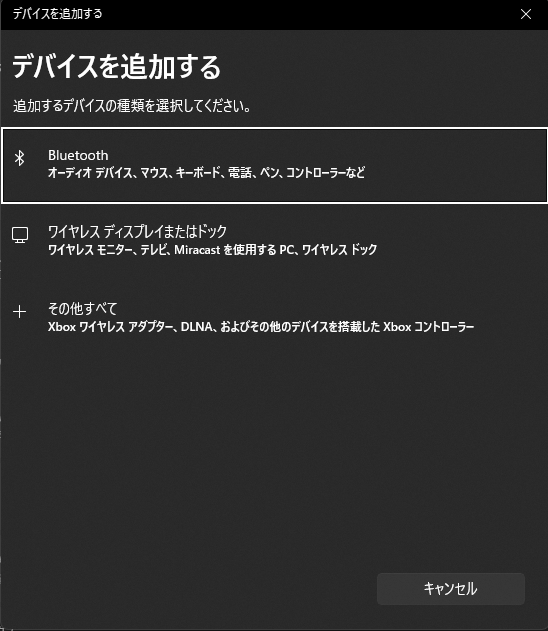 デバイスを追加する
デバイスを追加する
追加するデバイスの種類を選択してください。
Bluetooth
オーディオ デバイス、マウス、キーボード、電話、ペン、コントローラーなど
ワイヤレス ディスプレイまたはドック
ワイヤレス モニター、テレビ、Miracast を使用する PC、ワイヤレス ドック
その他すべて
Xbox ワイヤレス アダプター、DLNA、およびその他のデバイスを搭載した Xbox コントローラー
キャンセル